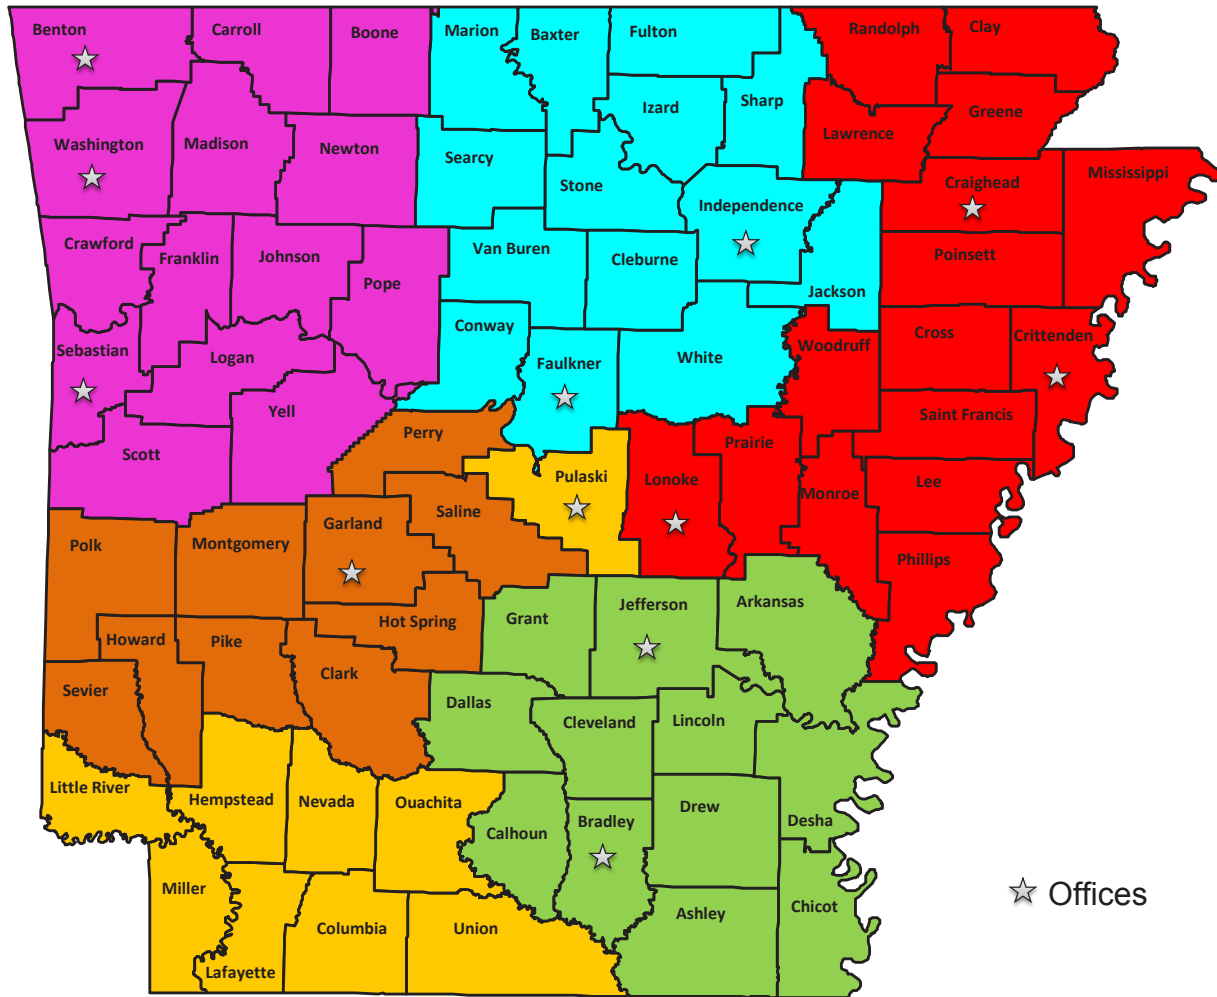 Benton
Carroll
Boone
Marion
Baxter
Fulton
Randolph
Clay
Izard
Sharp
Lawrence
Greene
Washington
Madison
Newton
Searcy
Stone
Independence
Craighead
Mississippi
Crawford
Franklin
Johnson
Pope
Van Buren
Cleburne
Jackson
Poinsett
Sebastian
Logan
Conway
Faulkner
White
Woodruff
Cross
Crittenden
Yell
Scott
Perry
Pulaski
Lonoke
Prairie
Saint Francis
Monroe
Lee
Polk
Montgomery
Garland
Saline
Phillips
Howard
Pike
Hot Spring
Grant
Jefferson
Arkansas
Sevier
Clark
Dallas
Cleveland
Lincoln
Little River
Hempstead
Nevada
Ouachita
Calhoun
Bradley
Drew
Desha
Miller
Lafayette
Columbia
Union
Ashley
Chicot
Offices